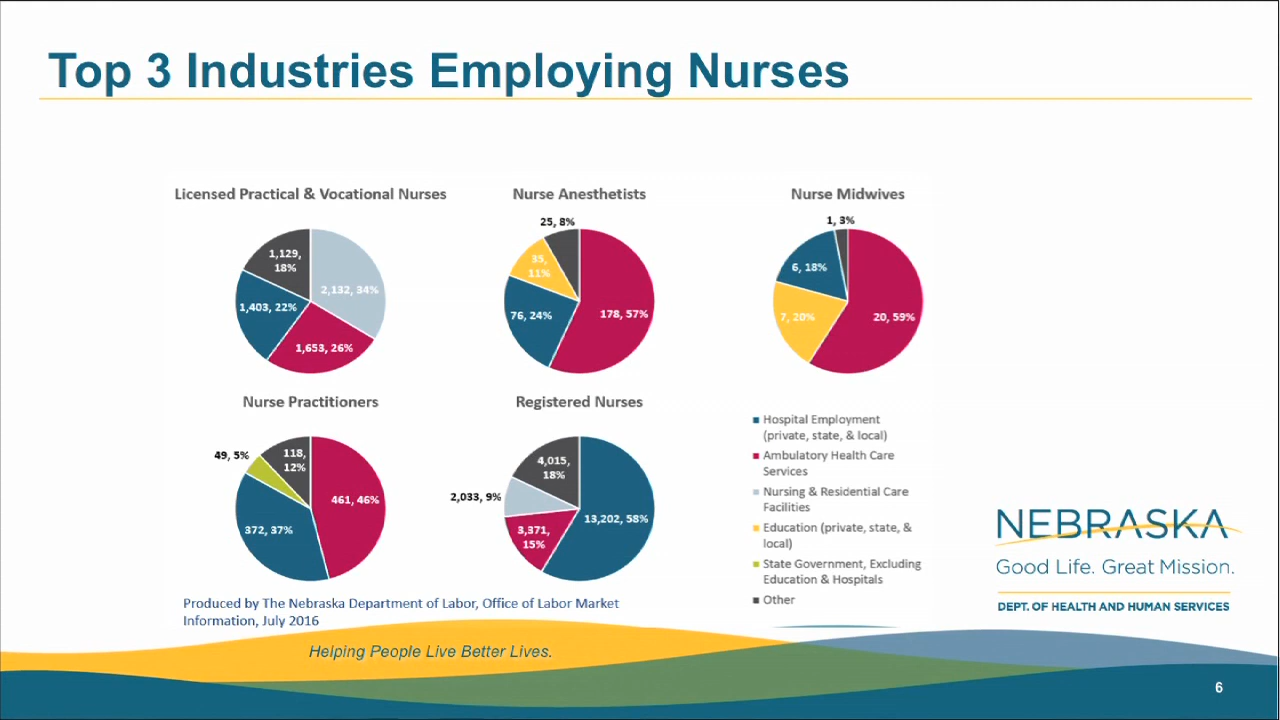 Top 3 Industries Employing Nurses
Licensed Practical & Vocational Nurses
1,129,
18%
2,132, 34%
1,403, 22%
1,653, 26%
Nurse Anesthetists
25, 8%
35,
11%
76, 24%
178, 57%
Nurse Midwives
1, 3%
6, 18%
7, 20%
20, 59%
Nurse Practitioners
49, 5%
118,
12%
461, 46%
372, 37%
Registered Nurses
4,015,
18%
2,033, 9%
13,202, 58%
3,371,
15%
Hospital Employment
(private, state, & local)
Ambulatory Health Care
Services
Nursing & Residential Care
Facilities
Education (private, state, &
local)
State Government, Excluding
Education & Hospitals
Other
Produced by The Nebraska Department of Labor, Office of Labor Market
Information, July 2016
NEBRASKA
Good Life. Great Mission.
DEPT. OF HEALTH AND HUMAN SERVICES
Helping People Live Better Lives.
6